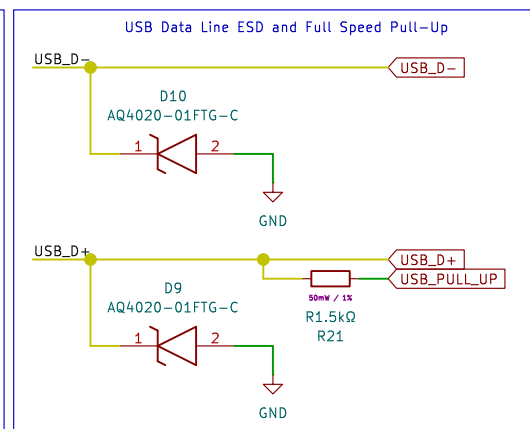 USB Data Line ESD and Full Speed Pull-Up
USB_D-
USB_D-
D10
AQ4020-01FTG-C
1
2
GND
USB_D+
USB_D+
USB_PULL_UP
50mW / 1%
D9
AQ4020-01FTG-C
R1.5kΩ
R21
1
2
GND